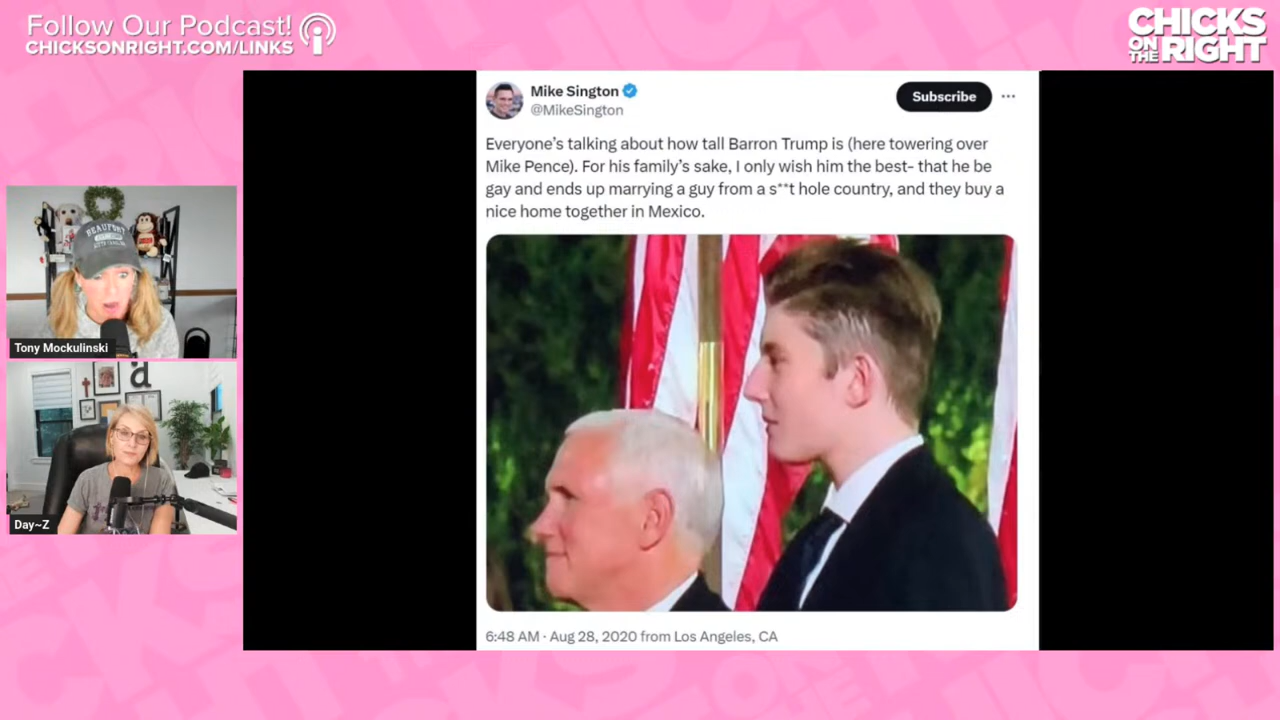 Follow Our Podcast!
CHICKSONRIGHT.COM/LINKS
CHICKS
ON THE
RIGHT
Mike Sington
@MikeSington
Subscribe
Everyone's talking about how tall Barron Trump is (here towering over
Mike Pence). For his family's sake, I only wish him the best- that he be
gay and ends up marrying a guy from a s**t hole country, and they buy a
nice home together in Mexico.
6:48 AM · Aug 28, 2020 from Los Angeles, CA
BEAUFORT
Tony Mockulinski
a
Day~Z